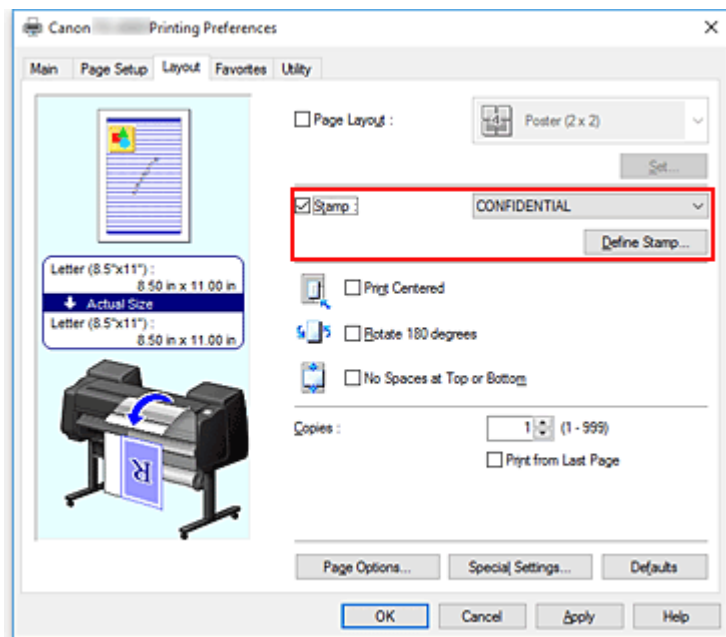 Canon Printing Preferences
Main Page Setup Layout Favorites Utility
Page Layout : Poster (2 x 2)
Set...
Stamp : CONFIDENTIAL
Define Stamp...
Letter (8.5"x11") :
8.50 in x 11.00 in
Actual Size
Letter (8.5"x11") :
8.50 in x 11.00 in
Print Centered
Rotate 180 degrees
No Spaces at Top or Bottom
Copies : 1 (1 - 999)
Print from Last Page
R
Page Options... Special Settings... Defaults
OK Cancel Apply Help